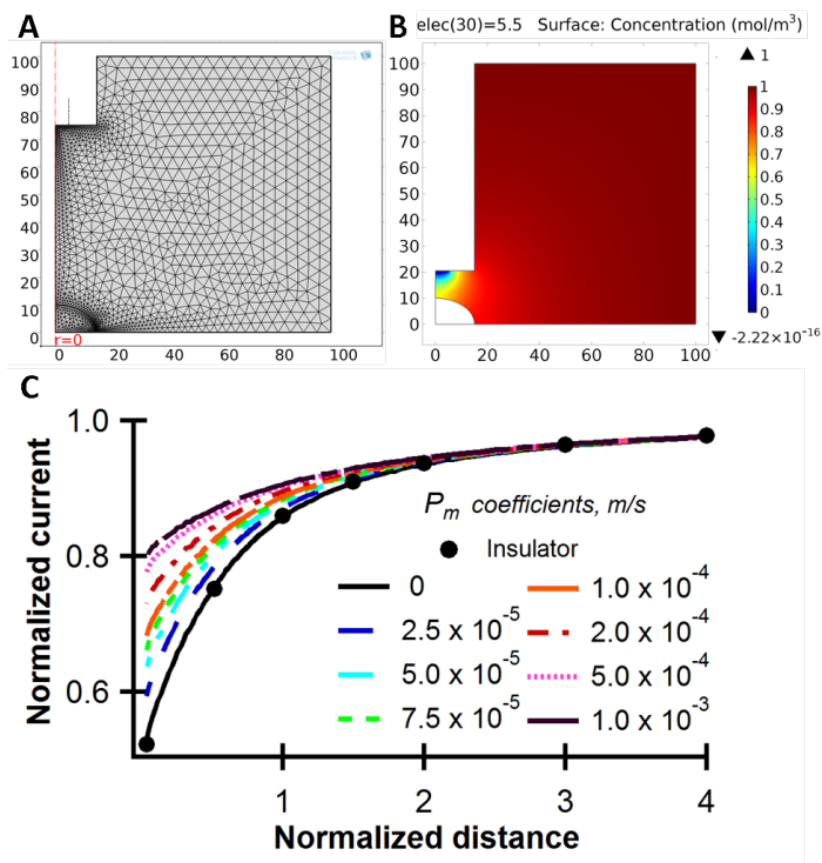 A
100
90
80
70
60
50
40
30
20
10
0
r=0
0 20 40 60 80 100
B elec(30)=5.5 Surface: Concentration (mol/m³)
▲ 1
100
90
80
70
60
50
40
30
20
10
0
0 20 40 60 80 100
1
0.9
0.8
0.7
0.6
0.5
0.4
0.3
0.2
0.1
0
▼ -2.22×10⁻¹⁶
C
Normalized current
1.0
0.8
0.6
Pm coefficients, m/s
Insulator
0
2.5 x 10⁻⁵
5.0 x 10⁻⁵
7.5 x 10⁻⁵
1.0 x 10⁻⁴
2.0 x 10⁻⁴
5.0 x 10⁻⁴
1.0 x 10⁻³
1 2 3 4
Normalized distance